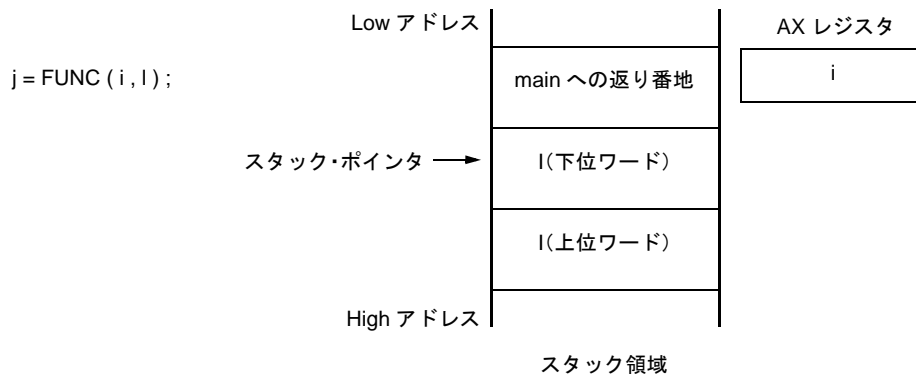 Low アドレス
AX レジスタ
j = FUNC ( i , l ) ;
main への返り番地
i
スタック・ポインタ
l(下位ワード)
l(上位ワード)
High アドレス
スタック領域